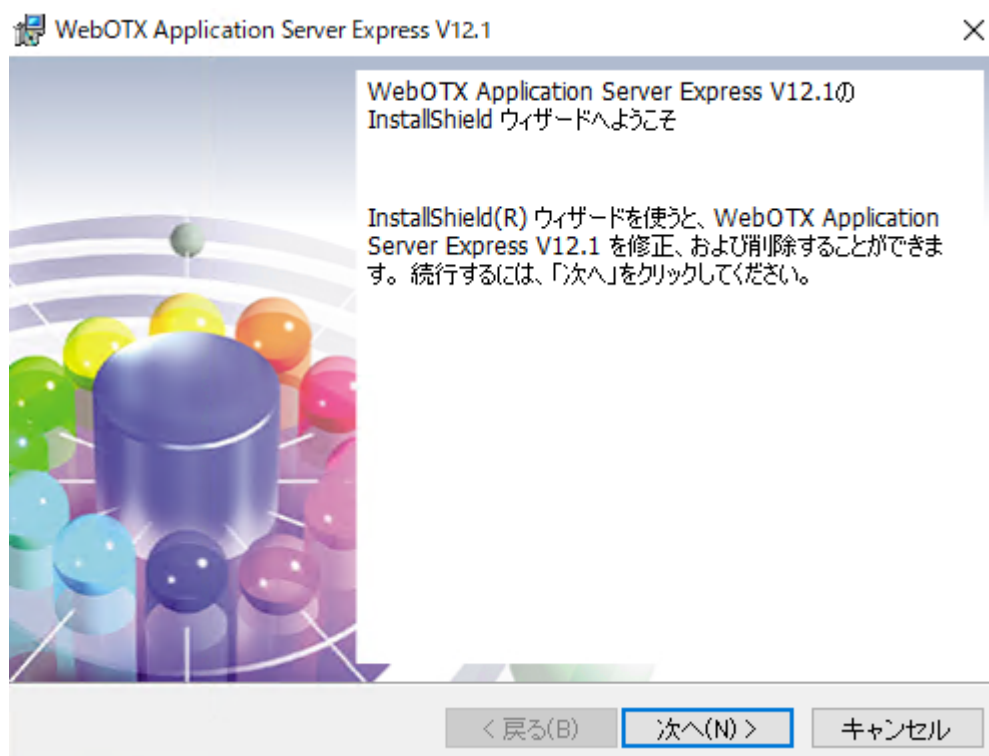 WebOTX Application Server Express V12.1
WebOTX Application Server Express V12.1の
InstallShield ウィザードへようこそ
InstallShield(R) ウィザードを使うと、WebOTX Application
Server Express V12.1 を修正、および削除することができま
す。続行するには、「次へ」をクリックしてください。
< 戻る(B)
次へ(N) >
キャンセル